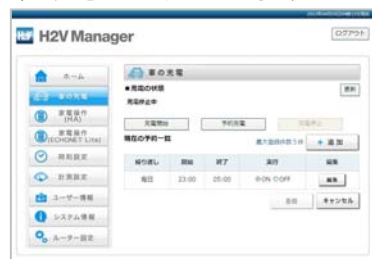 H2V Manager
ログアウト
ホーム
車の充電
家電操作
(HA)
家電操作
(ECHONET Lite)
時刻設定
計測設定
ユーザー情報
システム情報
ルーター設定
車の充電
■充電の状態
更新
充電停止中
充電開始
予約充電
充電停止
現在の予約一覧
最大登録件数5件
+ 追加
繰り返し 開始 終了 実行 編集
毎日 23:00 05:00 ON OFF 編集
登録
キャンセル